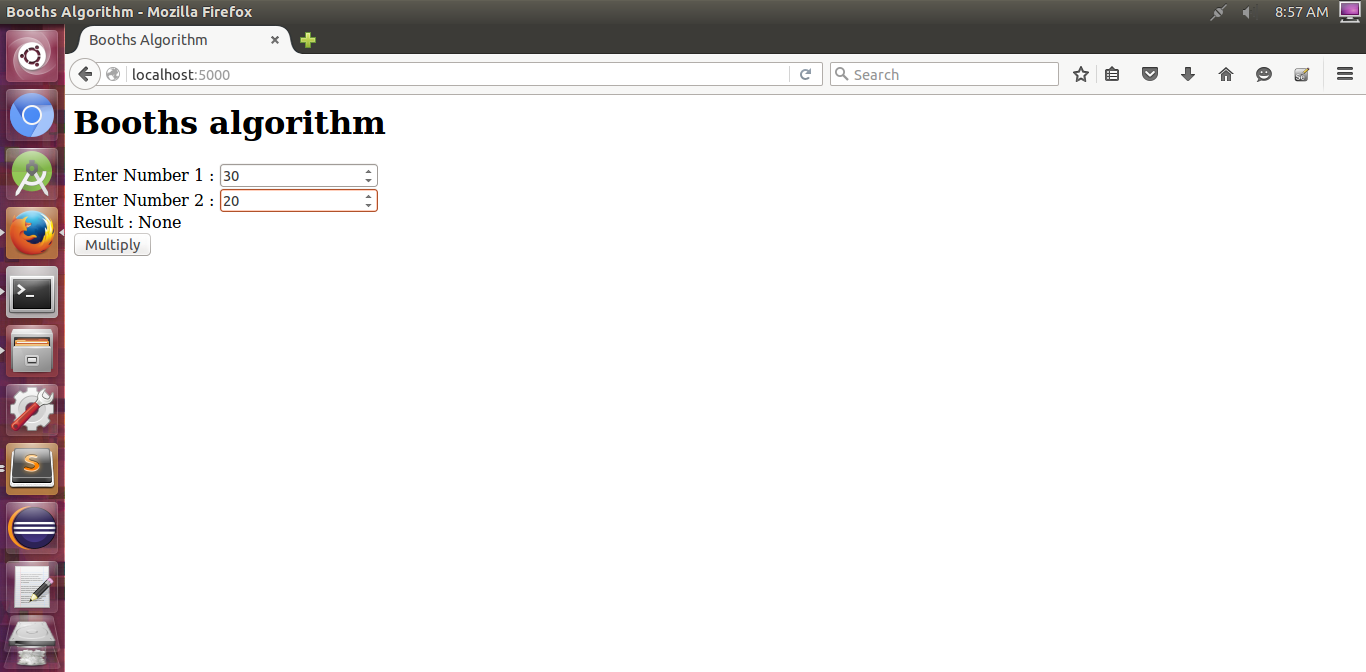 Booths Algorithm - Mozilla Firefox
8:57 AM
Booths Algorithm
localhost:5000
Search
Booths algorithm
Enter Number 1 : 30
Enter Number 2 : 20
Result : None
Multiply